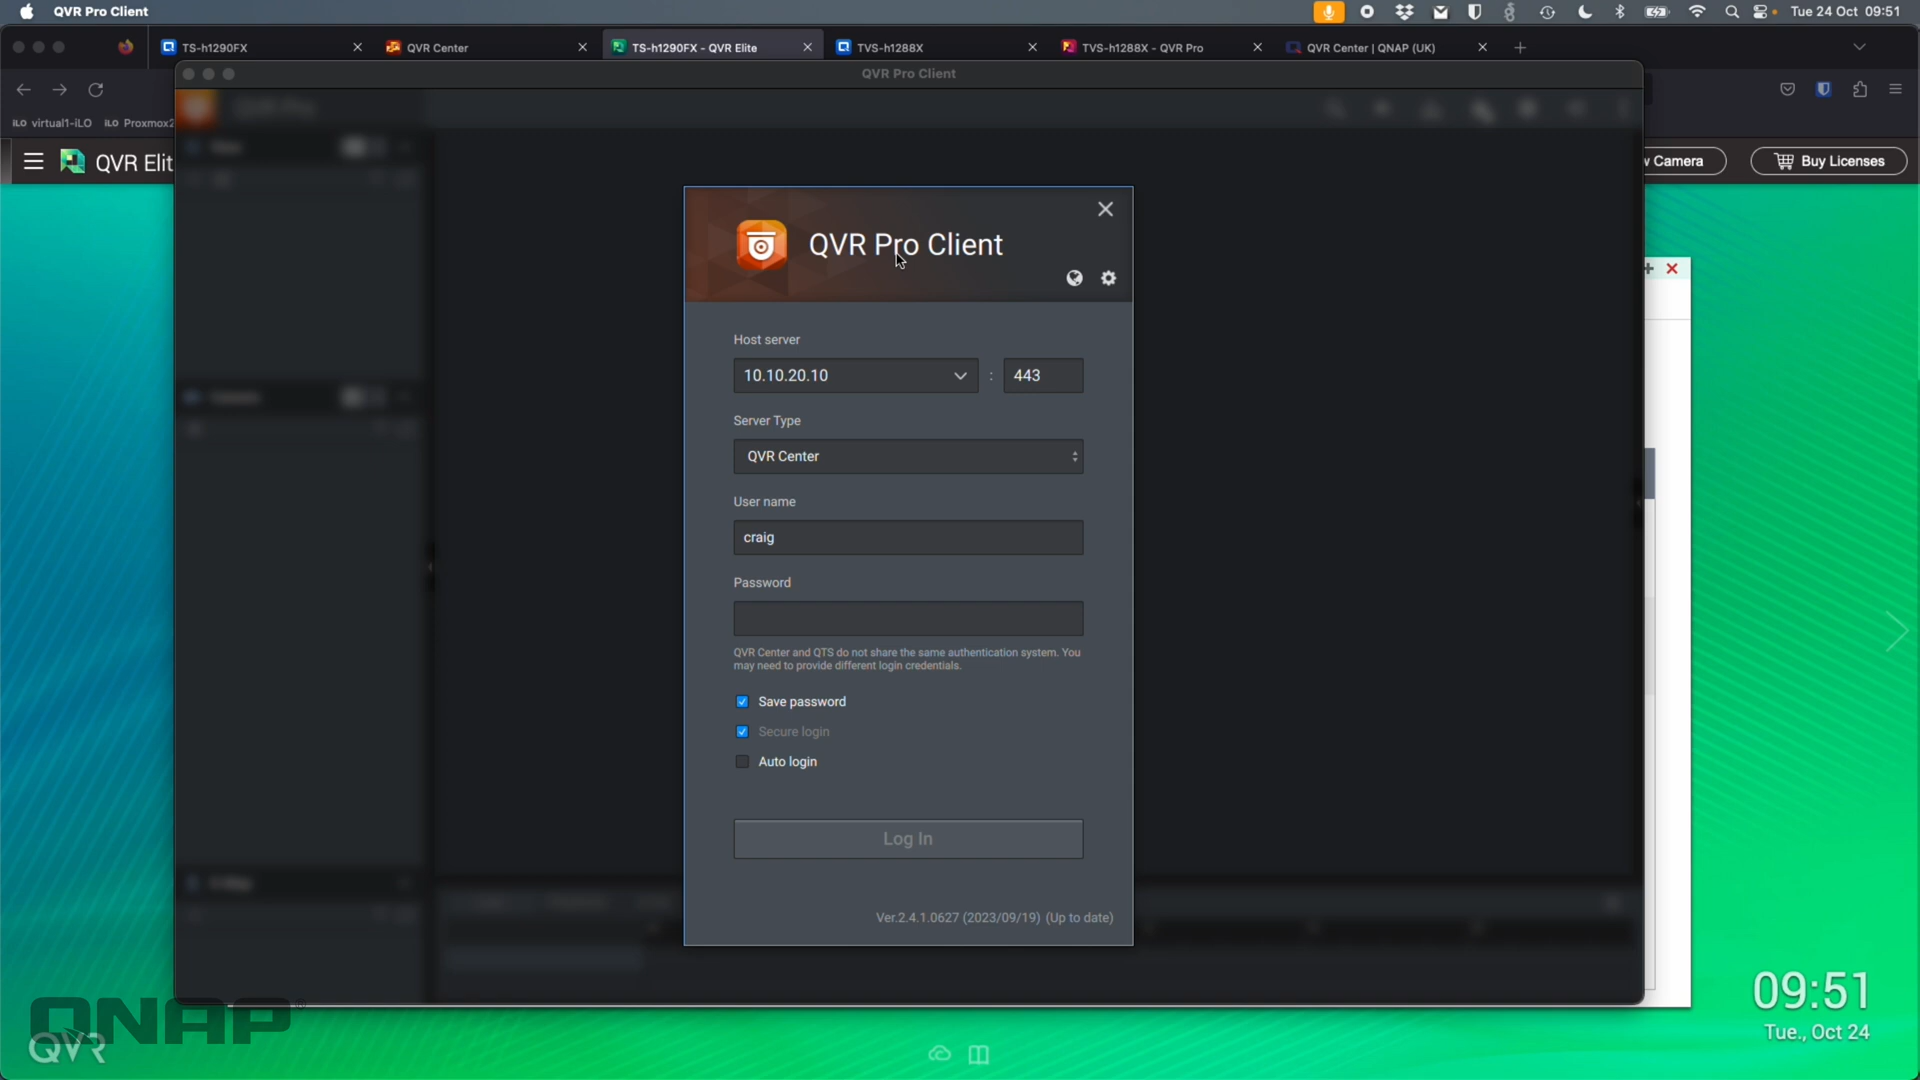 QVR Pro Client
Tue 24 Oct 09:51
TS-h1290FX
QVR Center
TS-h1290FX - QVR Elite
TVS-h1288X
TVS-h1288X - QVR Pro
QVR Center | QNAP (UK)
QVR Pro Client
iLO virtual1-iLO
iLO Proxmox2
QVR Elit
w Camera
Buy Licenses
QVR Pro Client
Host server
10.10.20.10 : 443
Server Type
QVR Center
User name
craig
Password
QVR Center and QTS do not share the same authentication system. You
may need to provide different login credentials.
Save password
Secure login
Auto login
Log In
Ver.2.4.1.0627 (2023/09/19) (Up to date)
09:51
Tue., Oct 24
QNAP
QVR